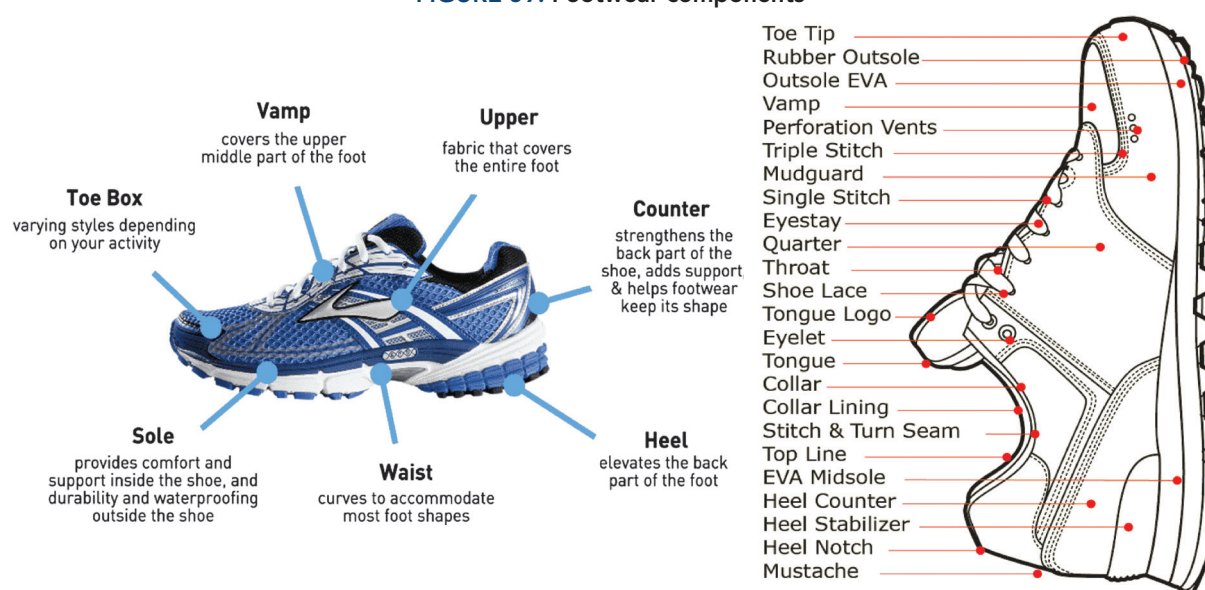 FIGURE 39. Footwear components
Vamp
covers the upper
middle part of the foot
Upper
fabric that covers
the entire foot
Toe Box
varying styles depending
on your activity
Counter
strengthens the
back part of the
shoe, adds support,
& helps footwear
keep its shape
Sole
provides comfort and
support inside the shoe, and
durability and waterproofing
outside the shoe
Waist
curves to accommodate
most foot shapes
Heel
elevates the back
part of the foot
Toe Tip
Rubber Outsole
Outsole EVA
Vamp
Perforation Vents
Triple Stitch
Mudguard
Single Stitch
Eyestay
Quarter
Throat
Shoe Lace
Tongue Logo
Eyelet
Tongue
Collar
Collar Lining
Stitch & Turn Seam
Top Line
EVA Midsole
Heel Counter
Heel Stabilizer
Heel Notch
Mustache